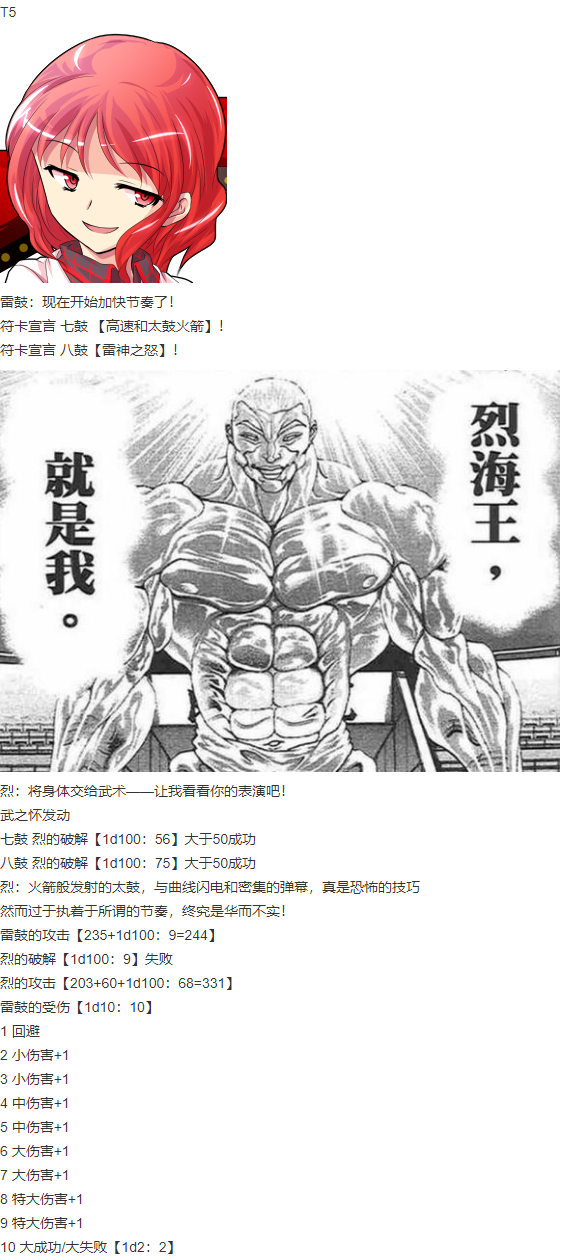 T5
雷鼓：现在开始加快节奏了！
符卡宣言 七鼓 【高速和太鼓火箭】！
符卡宣言 八鼓【雷神之怒】！
烈海王，
就是我。
烈：将身体交给武术——让我看看你的表演吧！
武之怀发动
七鼓 烈的破解【1d100：56】大于50成功
八鼓 烈的破解【1d100：75】大于50成功
烈：火箭般发射的太鼓，与曲线闪电和密集的弹幕，真是恐怖的技巧
然而过于执着于所谓的节奏，终究是华而不实！
雷鼓的攻击【235+1d100：9=244】
烈的破解【1d100：9】失败
烈的攻击【203+60+1d100：68=331】
雷鼓的受伤【1d10：10】
1 回避
2 小伤害+1
3 小伤害+1
4 中伤害+1
5 中伤害+1
6 大伤害+1
7 大伤害+1
8 特大伤害+1
9 特大伤害+1
10 大成功/大失败【1d2：2】